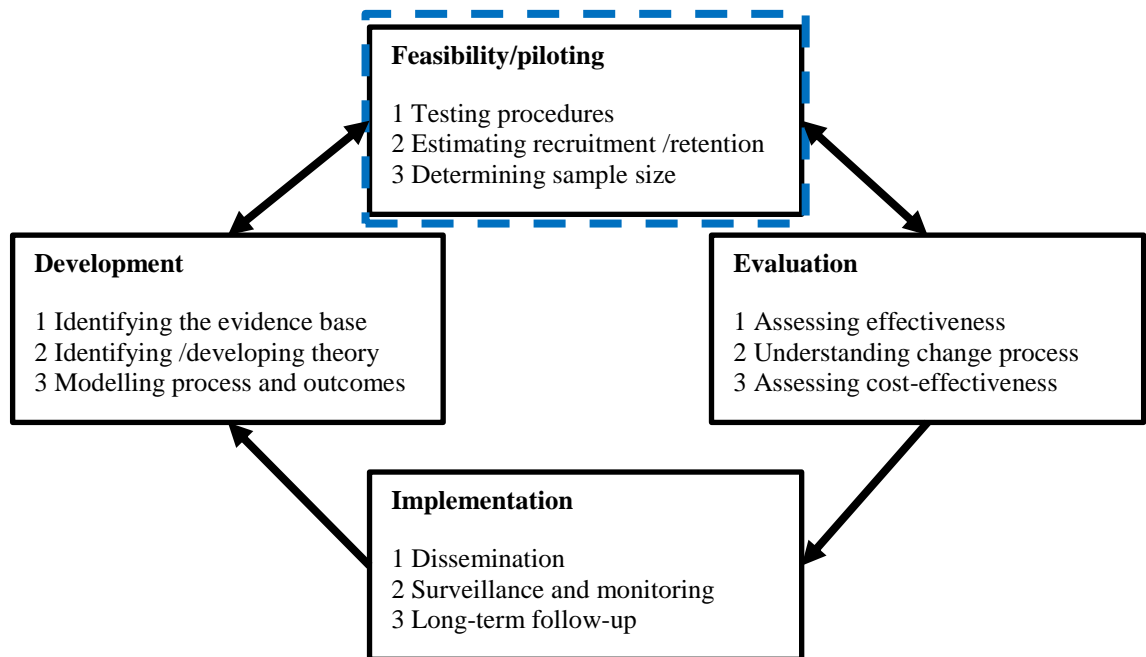 Feasibility/piloting
1 Testing procedures
2 Estimating recruitment /retention
3 Determining sample size
Development
1 Identifying the evidence base
2 Identifying /developing theory
3 Modelling process and outcomes
Evaluation
1 Assessing effectiveness
2 Understanding change process
3 Assessing cost-effectiveness
Implementation
1 Dissemination
2 Surveillance and monitoring
3 Long-term follow-up